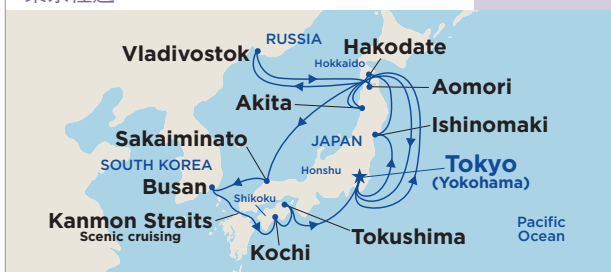 RUSSIA
Vladivostok
Hakodate
Hokkaido
Aomori
Akita
Ishinomaki
Sakaiminato
JAPAN
SOUTH KOREA
Honshu
Tokyo
(Yokohama)
Busan
Shikoku
Kanmon Straits
Scenic cruising
Tokushima
Kochi
Pacific
Ocean